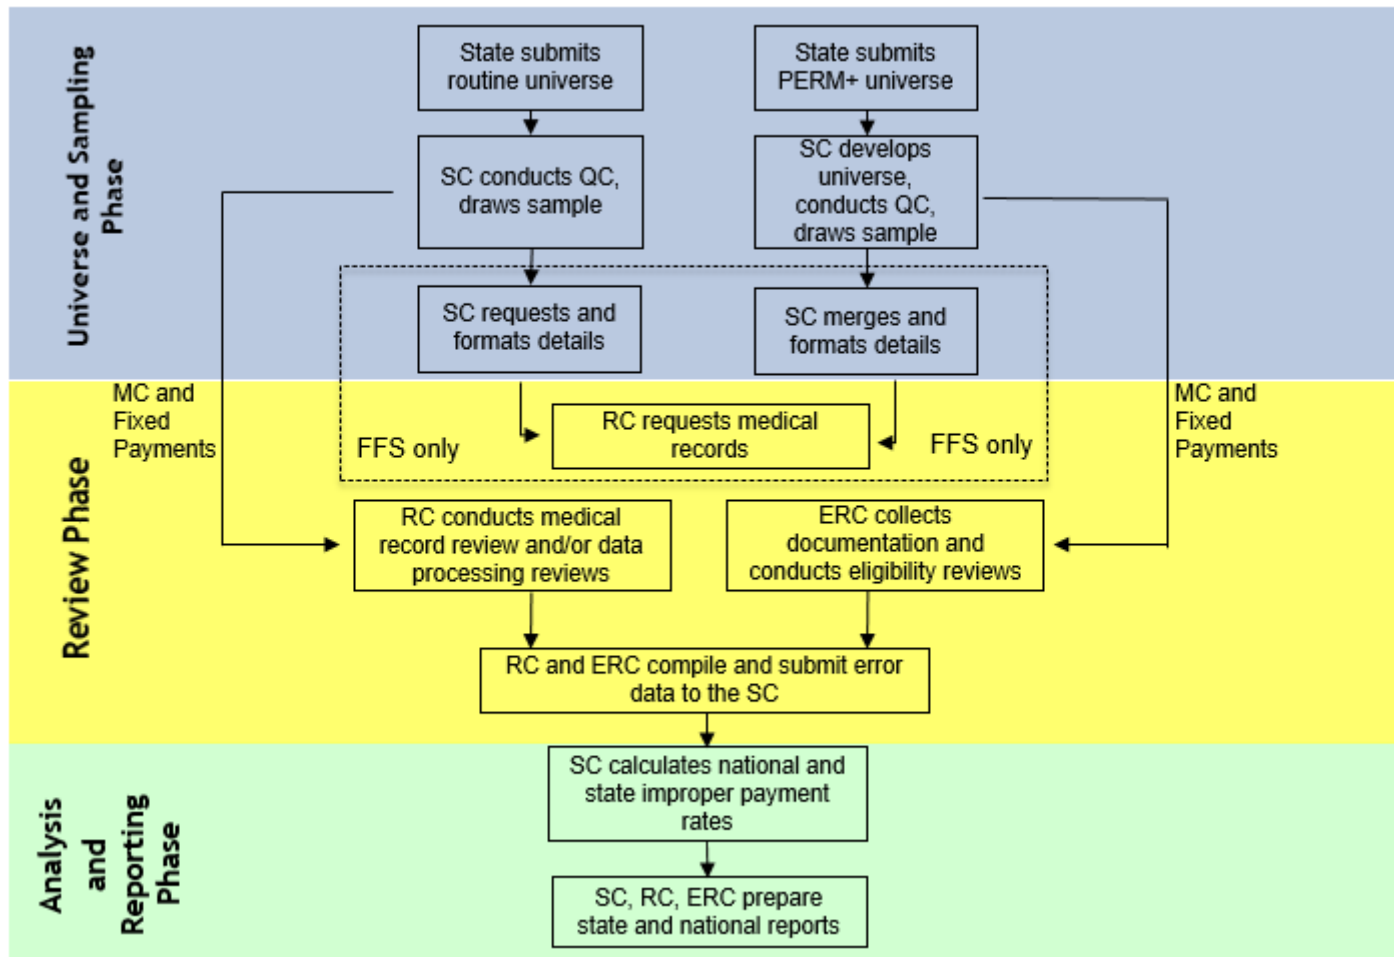 Universe and Sampling
Phase
State submits
routine universe
State submits
PERM+ universe
SC conducts QC,
draws sample
SC develops
universe,
conducts QC,
draws sample
SC requests and
formats details
SC merges and
formats details
Review Phase
MC and
Fixed
Payments
FFS only
RC requests medical
records
FFS only
MC and
Fixed
Payments
RC conducts medical
record review and/or data
processing reviews
ERC collects
documentation and
conducts eligibility reviews
RC and ERC compile and submit error
data to the SC
Analysis
and
Reporting
Phase
SC calculates national and
state improper payment
rates
SC, RC, ERC prepare
state and national reports